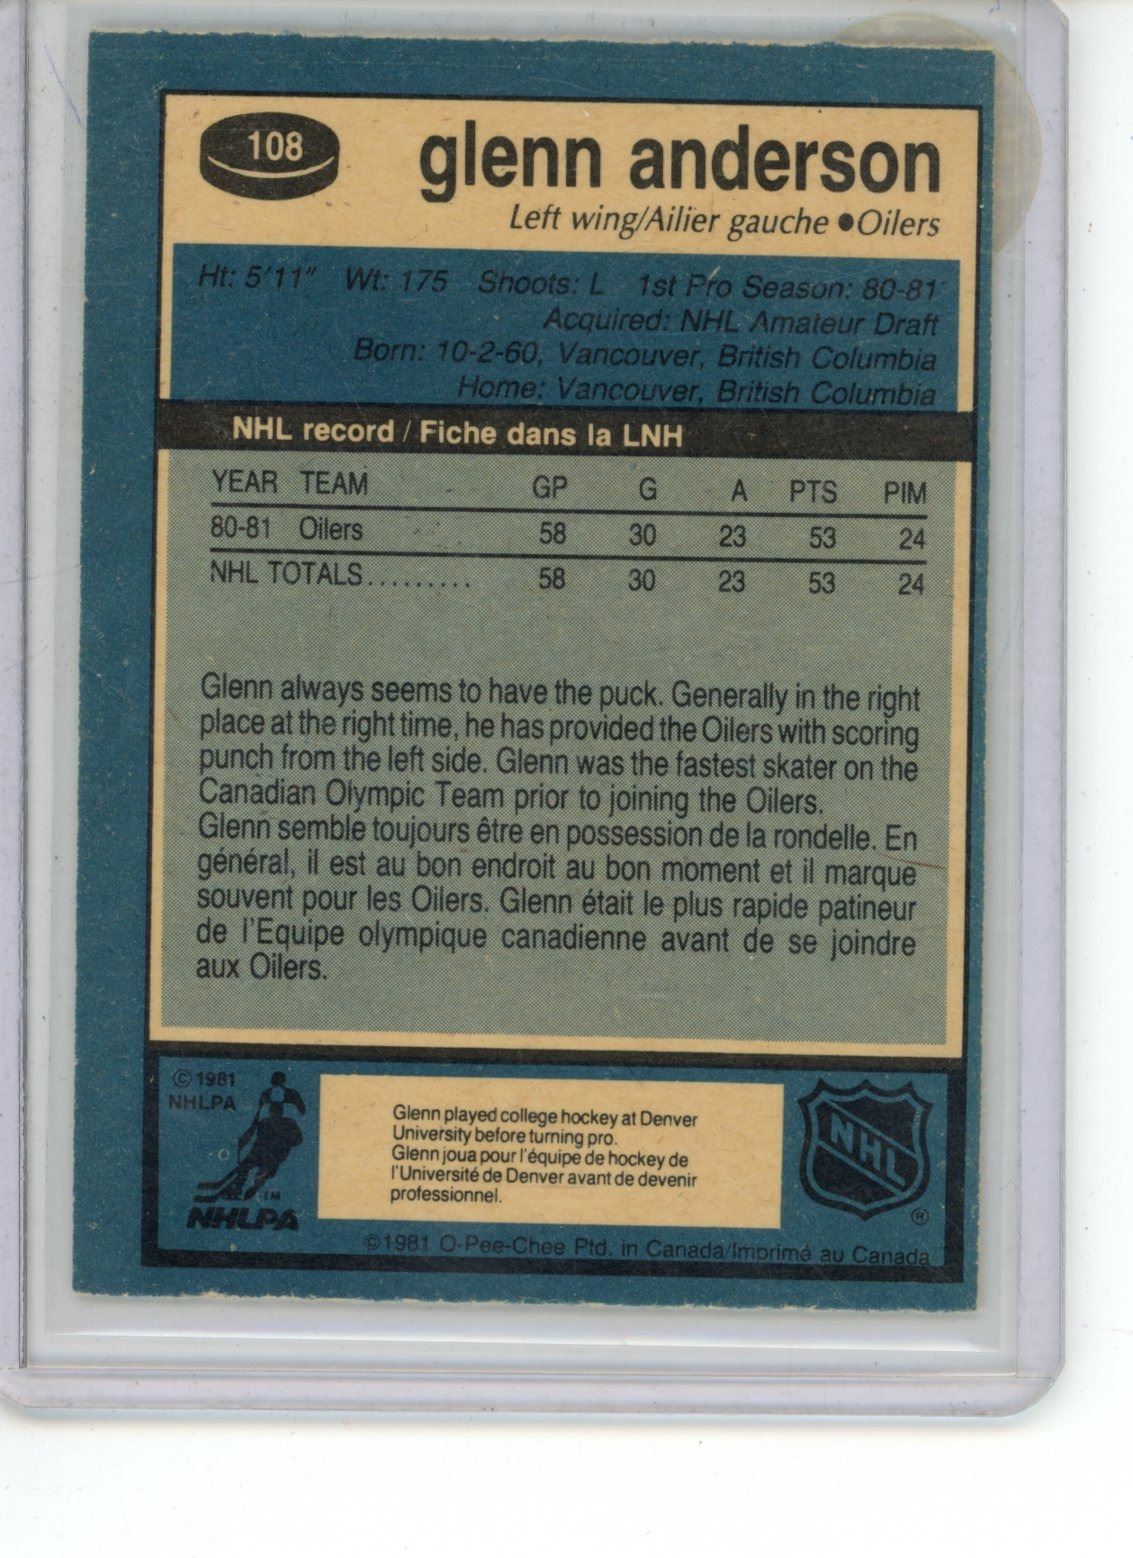 108
glenn anderson
Left wing/Ailier gauche ●Oilers
Ht: 5'11" Wt: 175 Shoots: L 1st Pro Season: 80-81
Acquired: NHL Amateur Draft
Born: 10-2-60, Vancouver, British Columbia
Home: Vancouver, British Columbia
NHL record / Fiche dans la LNH
YEAR TEAM GP G A PTS PIM
80-81 Oilers 58 30 23 53 24
NHL TOTALS......... 58 30 23 53 24
Glenn always seems to have the puck. Generally in the right
place at the right time, he has provided the Oilers with scoring
punch from the left side. Glenn was the fastest skater on the
Canadian Olympic Team prior to joining the Oilers.
Glenn semble toujours être en possession de la rondelle. En
général, il est au bon endroit au bon moment et il marque
souvent pour les Oilers. Glenn était le plus rapide patineur
de l'Equipe olympique canadienne avant de se joindre
aux Oilers.
© 1981
NHLPA
TM
NHLPA
Glenn played college hockey at Denver
University before turning pro.
Glenn joua pour l'équipe de hockey de
l'Université de Denver avant de devenir
professionnel.
NHL
®
©1981 O-Pee-Chee Ptd. in Canada/Imprimé au Canada